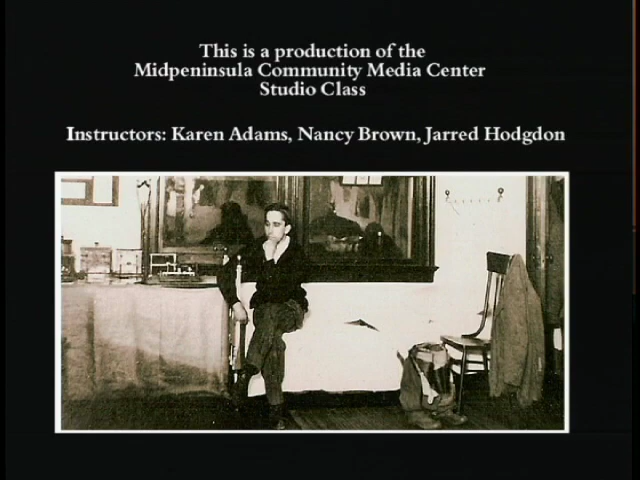 This is a production of the
Midpeninsula Community Media Center
Studio Class
Instructors: Karen Adams, Nancy Brown, Jarred Hodgdon